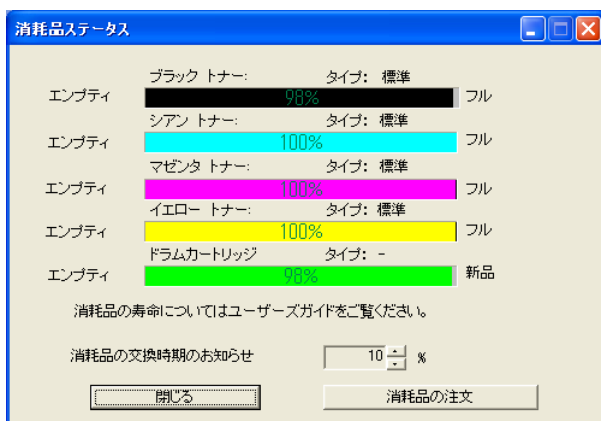 消耗品ステータス
ブラック トナー: タイプ: 標準
エンプティ 98% フル
シアン トナー: タイプ: 標準
エンプティ 100% フル
マゼンタ トナー: タイプ: 標準
エンプティ 100% フル
イエロー トナー: タイプ: 標準
エンプティ 100% フル
ドラムカートリッジ タイプ: -
エンプティ 98% 新品
消耗品の寿命についてはユーザーズガイドをご覧ください。
消耗品の交換時期のお知らせ 10 %
閉じる 消耗品の注文